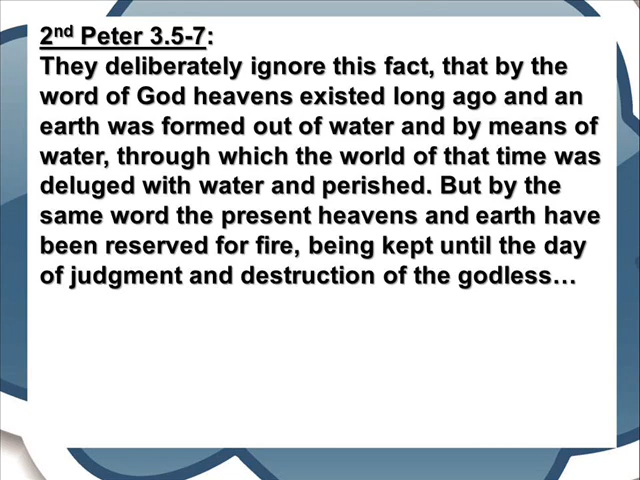 2nd Peter 3.5-7:
They deliberately ignore this fact, that by the
word of God heavens existed long ago and an
earth was formed out of water and by means of
water, through which the world of that time was
deluged with water and perished. But by the
same word the present heavens and earth have
been reserved for fire, being kept until the day
of judgment and destruction of the godless…